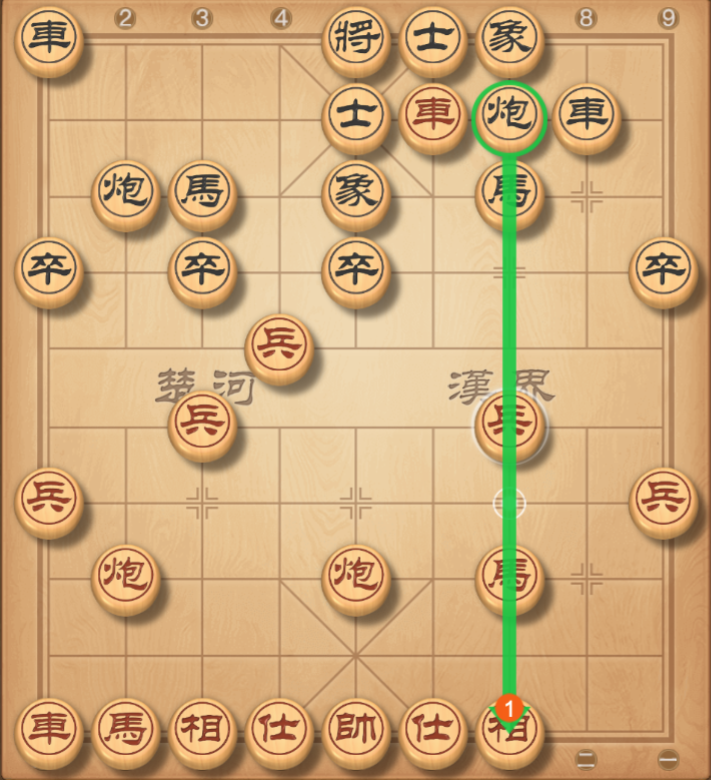 2 3 4 8 9
車 將 士 象
士 車 炮 車
炮 馬 象 馬
卒 卒 卒 卒
兵
楚河 漢界
兵 兵
兵 兵
炮 炮 馬
1
車 馬 相 仕 帥 仕 相
二 一